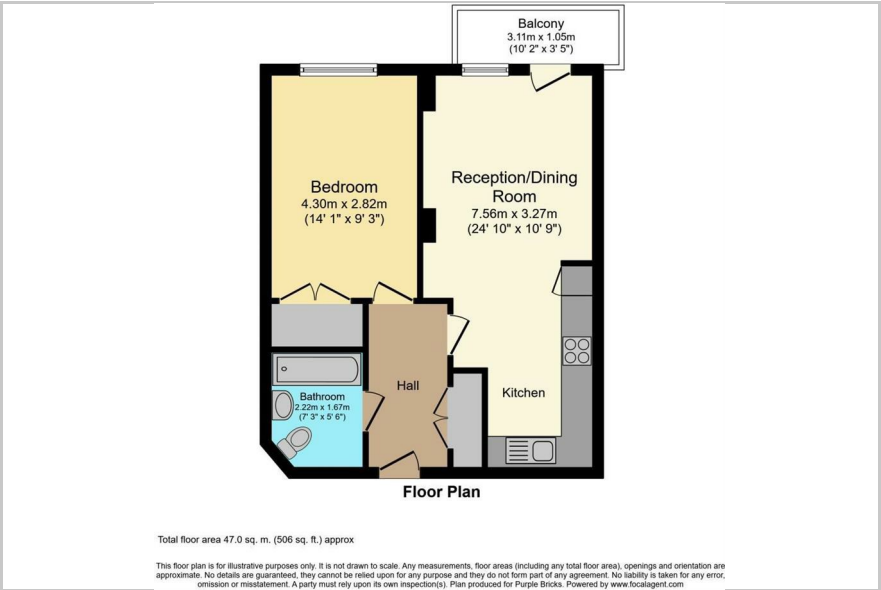 Balcony
3.11m x 1.05m
(10' 2" x 3' 5")
Bedroom
4.30m x 2.82m
(14' 1" x 9' 3")
Reception/Dining
Room
7.56m x 3.27m
(24' 10" x 10' 9")
Hall
Kitchen
Bathroom
2.22m x 1.67m
(7' 3" x 5' 6")
Floor Plan
Total floor area 47.0 sq. m. (506 sq. ft.) approx
This floor plan is for illustrative purposes only. It is not drawn to scale. Any measurements, floor areas (including any total floor area), openings and orientation are
approximate. No details are guaranteed, they cannot be relied upon for any purpose and they do not form part of any agreement. No liability is taken for any error,
omission or misstatement. A party must rely upon its own inspection(s). Plan produced for Purple Bricks. Powered by www.focalagent.com